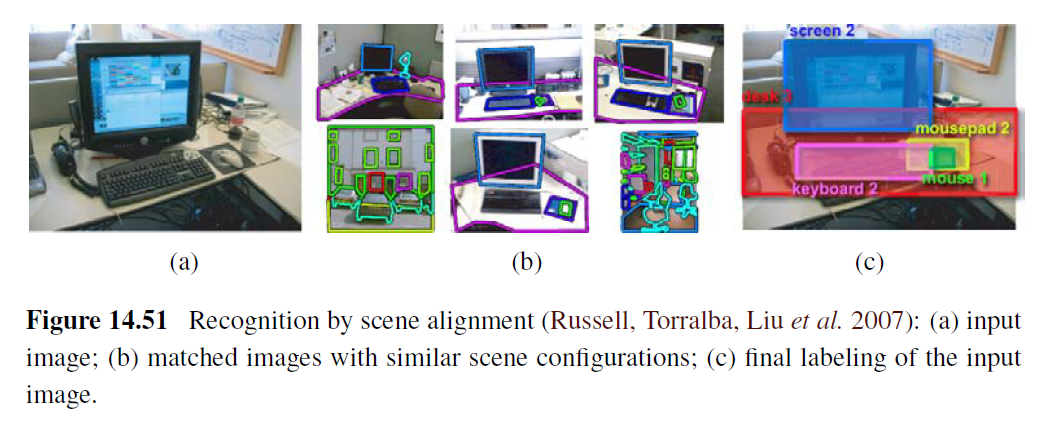 screen 2
desk 3
mousepad 2
keyboard 2
mouse 1
(a)
(b)
(c)
Figure 14.51 Recognition by scene alignment (Russell, Torralba, Liu et al. 2007): (a) input
image; (b) matched images with similar scene configurations; (c) final labeling of the input
image.